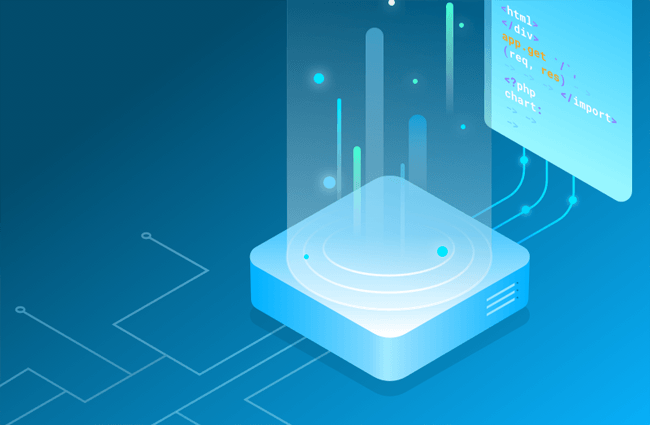 <html>
</div>
app.get '/'
(req, res)
<?php
</import>
chart: